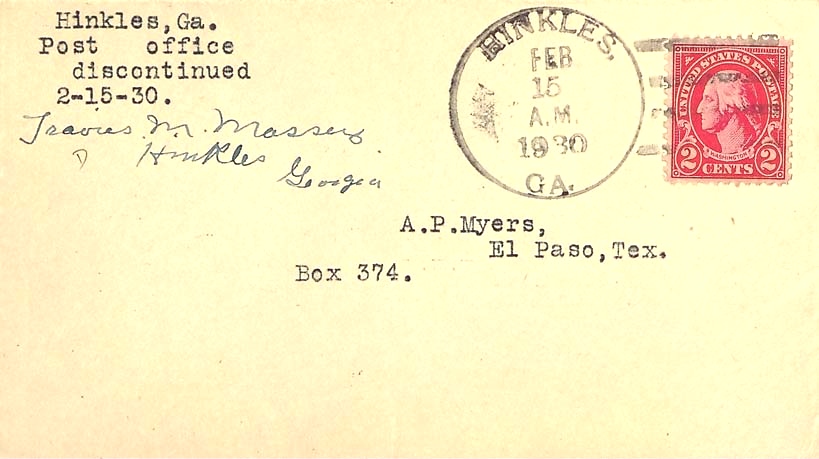 Hinkles,Ga.
Post office
discontinued
2-15-30.
Travies M. Massey
Hinkles
Georgia
HINKLES,
FEB
15
A.M.
1930
GA.
UNITED STATES POSTAGE
WASHINGTON
2 CENTS 2
A.P.Myers,
El Paso,Tex.
Box 374.